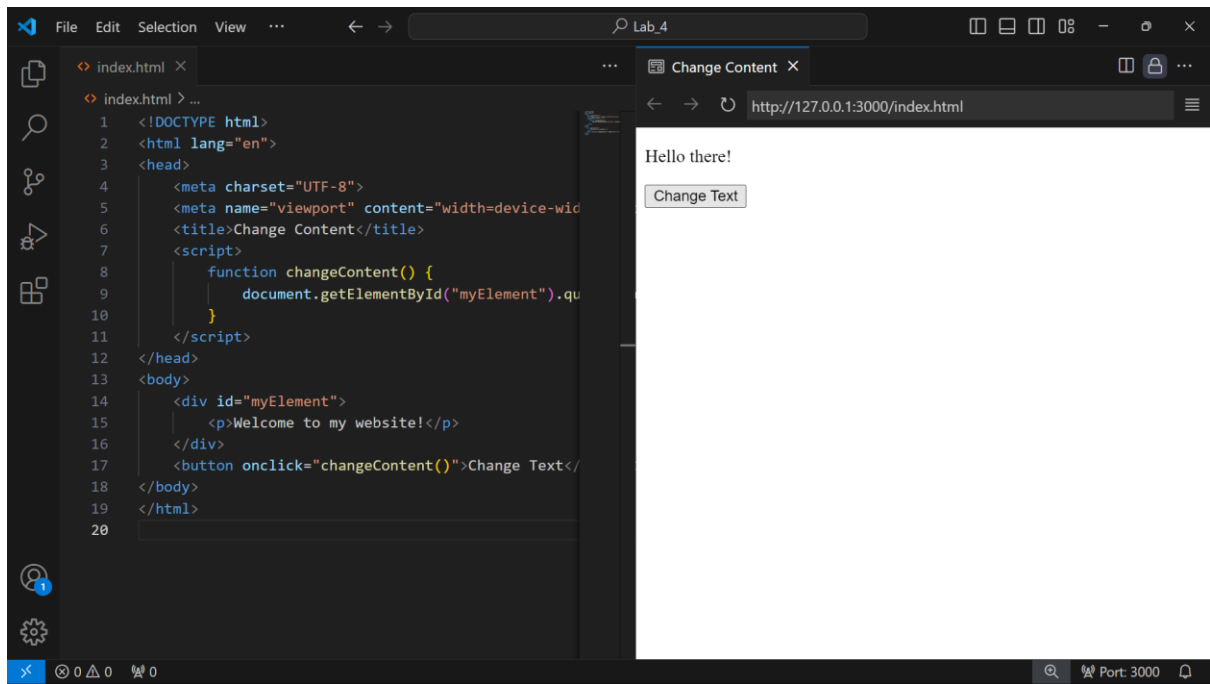 File Edit Selection View ··· Lab_4
index.html
index.html > ...
1 <!DOCTYPE html>
2 <html lang="en">
3 <head>
4 <meta charset="UTF-8">
5 <meta name="viewport" content="width=device-wid
6 <title>Change Content</title>
7 <script>
8 function changeContent() {
9 document.getElementById("myElement").qu
10 }
11 </script>
12 </head>
13 <body>
14 <div id="myElement">
15 <p>Welcome to my website!</p>
16 </div>
17 <button onclick="changeContent()">Change Text</
18 </body>
19 </html>
20
Change Content
http://127.0.0.1:3000/index.html
Hello there!
Change Text
1
0 0 0 Port: 3000